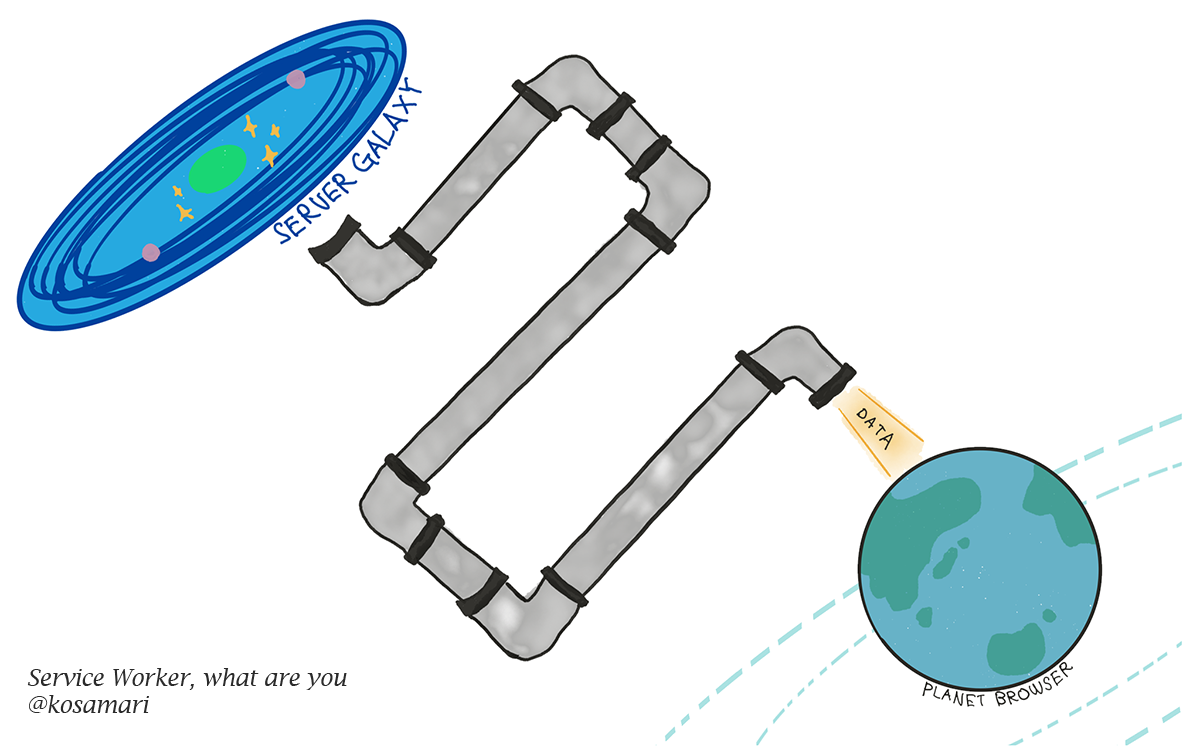 SERVER GALAXY
DATA
PLANET BROWSER
Service Worker, what are you
@kosamari